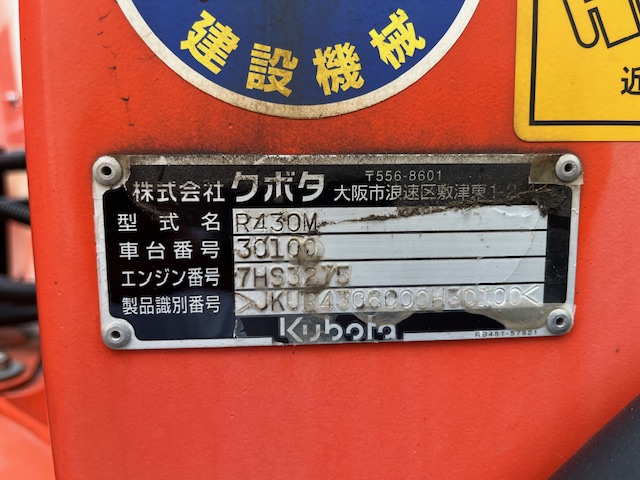 建設機械
近
株式会社クボタ
〒556-8601
大阪市浪速区敷津東1-2-
型式名 R430M
車台番号 30100
エンジン番号 7HS3275
製品識別番号 >JKUR4306000H30100<
Kubota